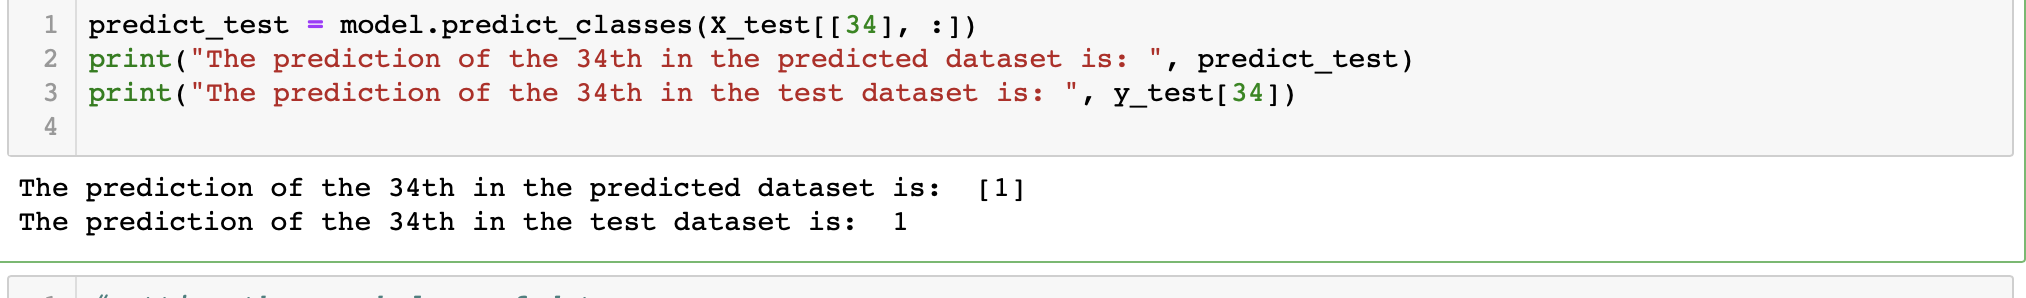 1 predict_test = model.predict_classes(X_test[[34], :])
2 print("The prediction of the 34th in the predicted dataset is: ", predict_test)
3 print("The prediction of the 34th in the test dataset is: ", y_test[34])
4
The prediction of the 34th in the predicted dataset is:  [1]
The prediction of the 34th in the test dataset is:  1